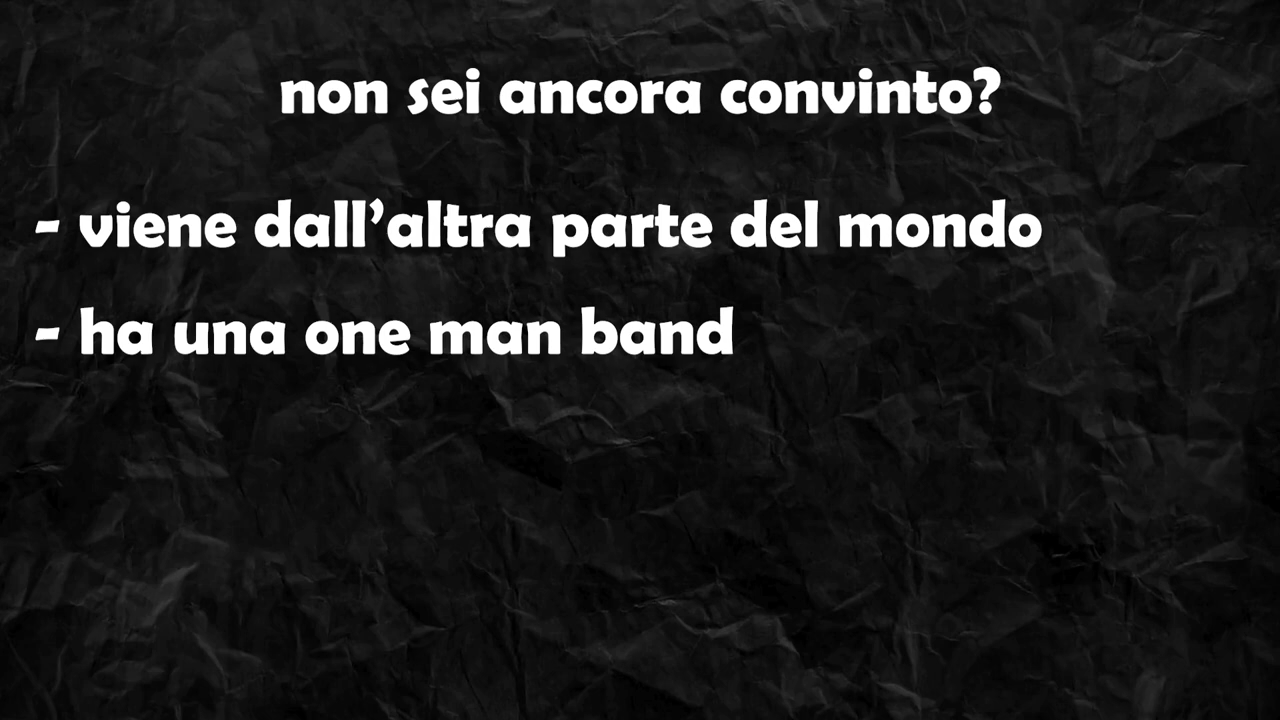 non sei ancora convinto?
- viene dall’altra parte del mondo
- ha una one man band